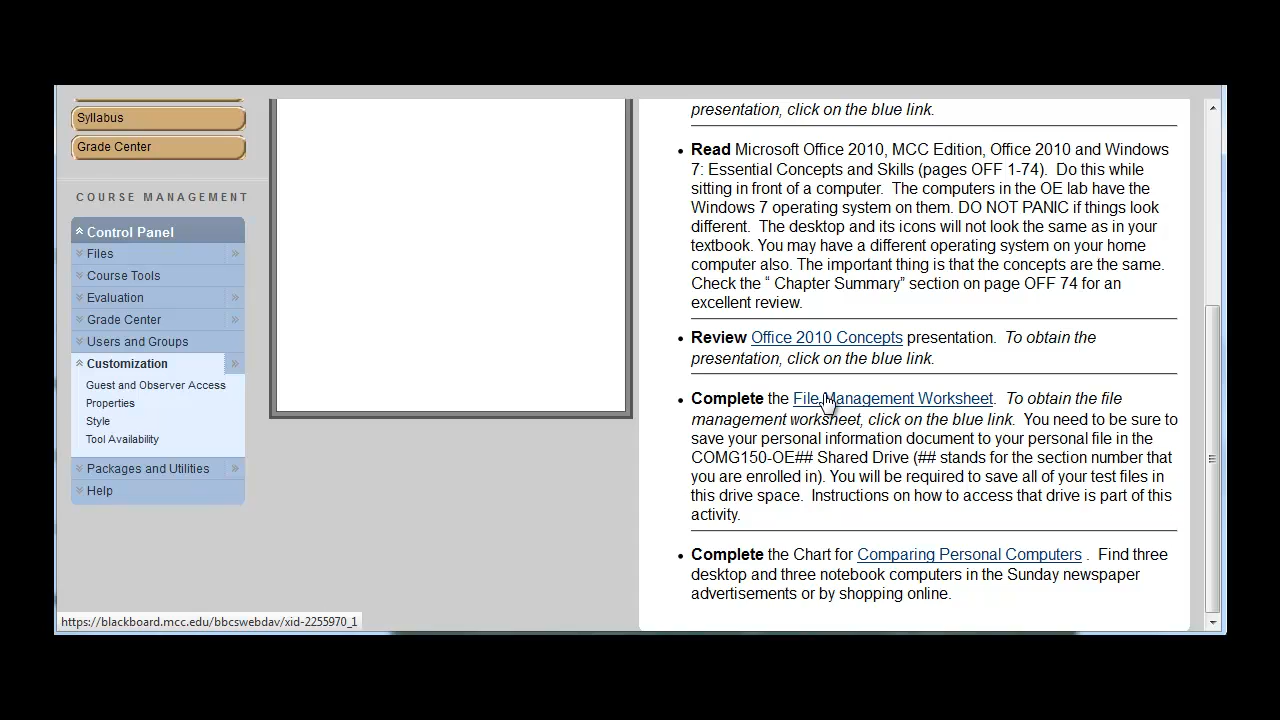 Syllabus
Grade Center
COURSE MANAGEMENT
Control Panel
Files
Course Tools
Evaluation
Grade Center
Users and Groups
Customization
Guest and Observer Access
Properties
Style
Tool Availability
Packages and Utilities
Help
presentation, click on the blue link.
• Read Microsoft Office 2010, MCC Edition, Office 2010 and Windows
7: Essential Concepts and Skills (pages OFF 1-74). Do this while
sitting in front of a computer. The computers in the OE lab have the
Windows 7 operating system on them. DO NOT PANIC if things look
different. The desktop and its icons will not look the same as in your
textbook. You may have a different operating system on your home
computer also. The important thing is that the concepts are the same.
Check the “ Chapter Summary” section on page OFF 74 for an
excellent review.
• Review Office 2010 Concepts presentation. To obtain the
presentation, click on the blue link.
• Complete the File Management Worksheet. To obtain the file
management worksheet, click on the blue link. You need to be sure to
save your personal information document to your personal file in the
COMG150-OE## Shared Drive (## stands for the section number that
you are enrolled in). You will be required to save all of your test files in
this drive space. Instructions on how to access that drive is part of this
activity.
• Complete the Chart for Comparing Personal Computers . Find three
desktop and three notebook computers in the Sunday newspaper
advertisements or by shopping online.
https://blackboard.mcc.edu/bbcswebdav/xid-2255970_1